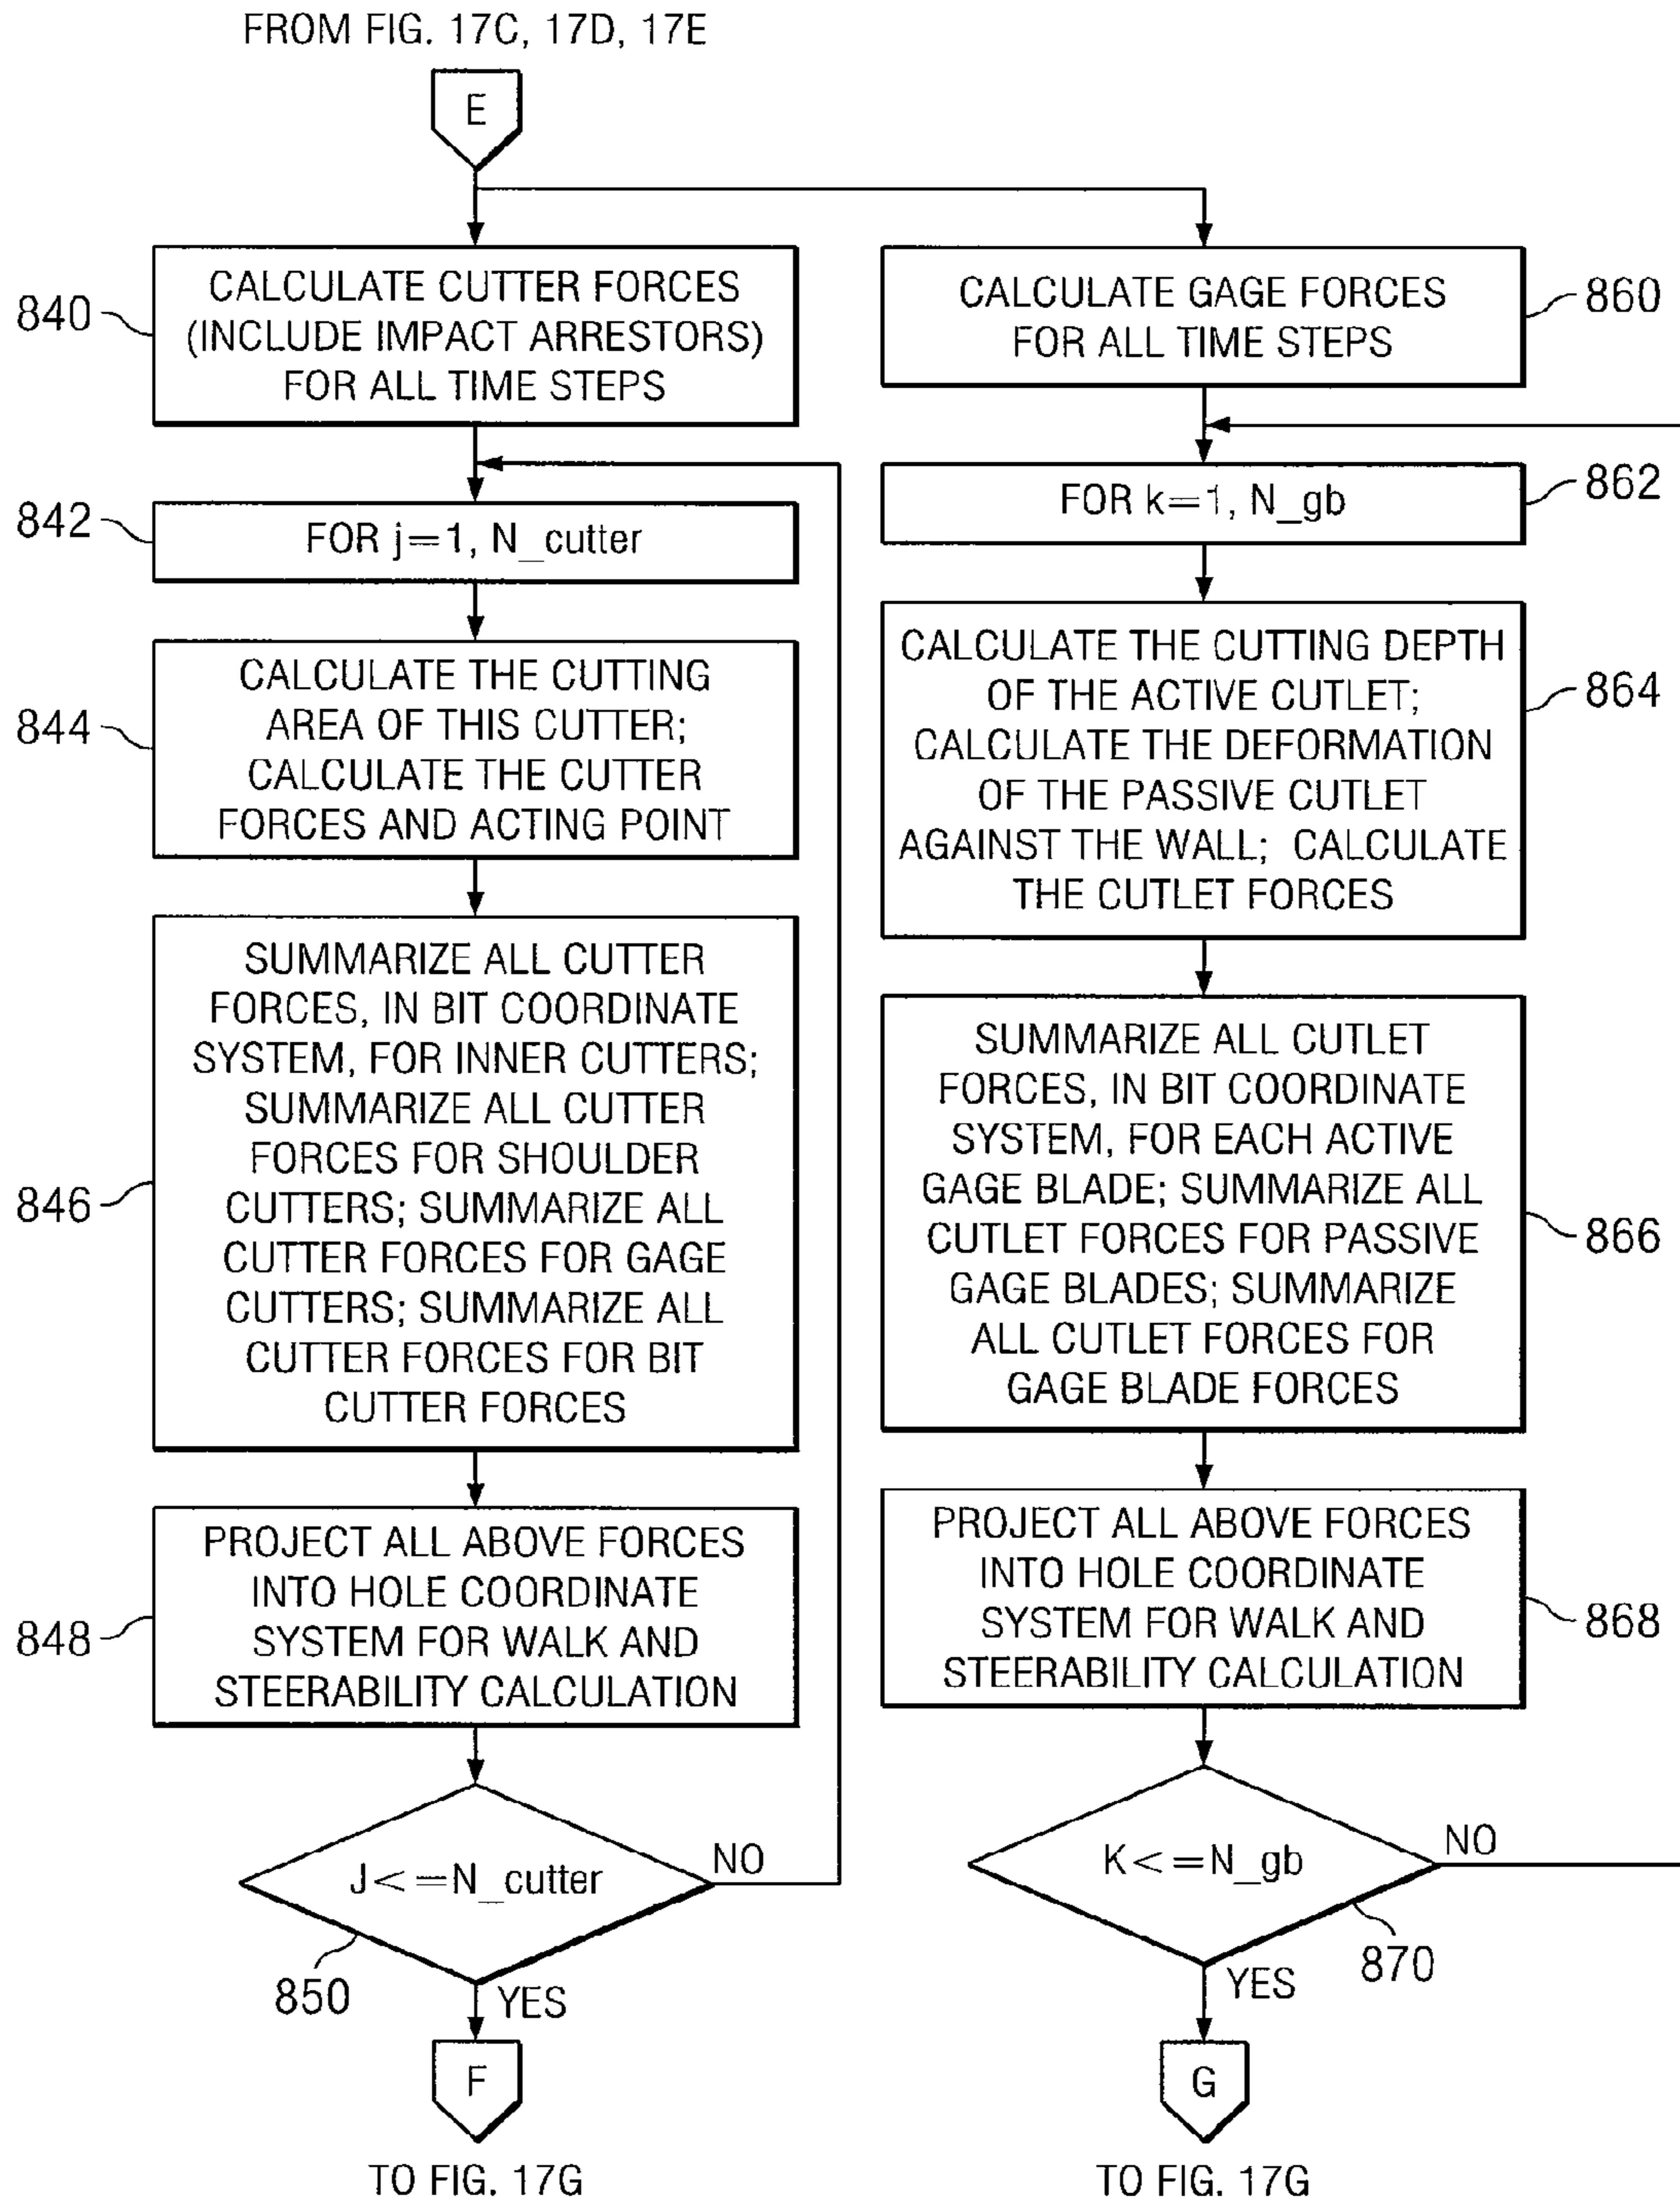 FROM FIG. 17C, 17D, 17E
E
840
CALCULATE CUTTER FORCES
(INCLUDE IMPACT ARRESTORS)
FOR ALL TIME STEPS
842
FOR j=1, N_cutter
844
CALCULATE THE CUTTING
AREA OF THIS CUTTER;
CALCULATE THE CUTTER
FORCES AND ACTING POINT
846
SUMMARIZE ALL CUTTER
FORCES, IN BIT COORDINATE
SYSTEM, FOR INNER CUTTERS;
SUMMARIZE ALL CUTTER
FORCES FOR SHOULDER
CUTTERS; SUMMARIZE ALL
CUTTER FORCES FOR GAGE
CUTTERS; SUMMARIZE ALL
CUTTER FORCES FOR BIT
CUTTER FORCES
848
PROJECT ALL ABOVE FORCES
INTO HOLE COORDINATE
SYSTEM FOR WALK AND
STEERABILITY CALCULATION
J<=N_cutter
NO
850
YES
F
TO FIG. 17G
CALCULATE GAGE FORCES
FOR ALL TIME STEPS
860
FOR k=1, N_gb
862
CALCULATE THE CUTTING DEPTH
OF THE ACTIVE CUTLET;
CALCULATE THE DEFORMATION
OF THE PASSIVE CUTLET
AGAINST THE WALL; CALCULATE
THE CUTLET FORCES
864
SUMMARIZE ALL CUTLET
FORCES, IN BIT COORDINATE
SYSTEM, FOR EACH ACTIVE
GAGE BLADE; SUMMARIZE ALL
CUTLET FORCES FOR PASSIVE
GAGE BLADES; SUMMARIZE
ALL CUTLET FORCES FOR
GAGE BLADE FORCES
866
PROJECT ALL ABOVE FORCES
INTO HOLE COORDINATE
SYSTEM FOR WALK AND
STEERABILITY CALCULATION
868
K<=N_gb
NO
870
YES
G
TO FIG. 17G